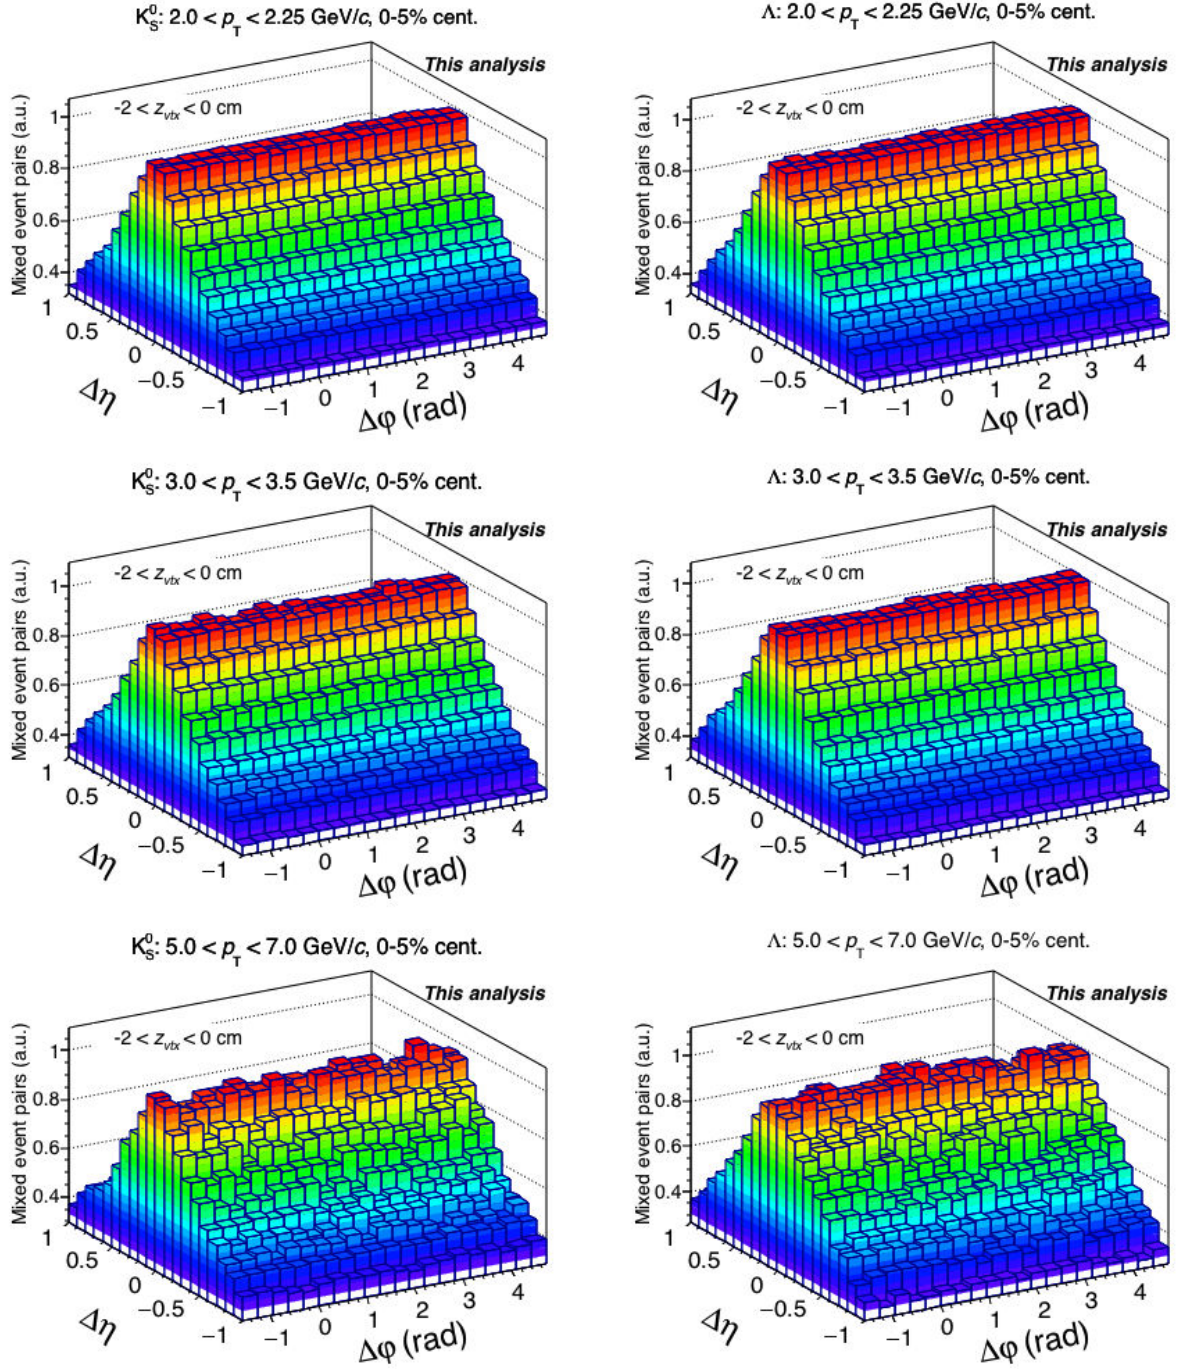 K⁰S: 2.0 < pT < 2.25 GeV/c, 0-5% cent.
This analysis
-2 < zvtx < 0 cm
Mixed event pairs (a.u.)
1
0.8
0.6
0.4
1
0.5
0
−0.5
−1
Δη
−1
0
1
2
3
4
Δφ (rad)
Λ: 2.0 < pT < 2.25 GeV/c, 0-5% cent.
This analysis
-2 < zvtx < 0 cm
Mixed event pairs (a.u.)
1
0.8
0.6
0.4
1
0.5
0
−0.5
−1
Δη
−1
0
1
2
3
4
Δφ (rad)
K⁰S: 3.0 < pT < 3.5 GeV/c, 0-5% cent.
This analysis
-2 < zvtx < 0 cm
Mixed event pairs (a.u.)
1
0.8
0.6
0.4
1
0.5
0
−0.5
−1
Δη
−1
0
1
2
3
4
Δφ (rad)
Λ: 3.0 < pT < 3.5 GeV/c, 0-5% cent.
This analysis
-2 < zvtx < 0 cm
Mixed event pairs (a.u.)
1
0.8
0.6
0.4
1
0.5
0
−0.5
−1
Δη
−1
0
1
2
3
4
Δφ (rad)
K⁰S: 5.0 < pT < 7.0 GeV/c, 0-5% cent.
This analysis
-2 < zvtx < 0 cm
Mixed event pairs (a.u.)
1
0.8
0.6
0.4
1
0.5
0
−0.5
−1
Δη
−1
0
1
2
3
4
Δφ (rad)
Λ: 5.0 < pT < 7.0 GeV/c, 0-5% cent.
This analysis
-2 < zvtx < 0 cm
Mixed event pairs (a.u.)
1
0.8
0.6
0.4
1
0.5
0
−0.5
−1
Δη
−1
0
1
2
3
4
Δφ (rad)